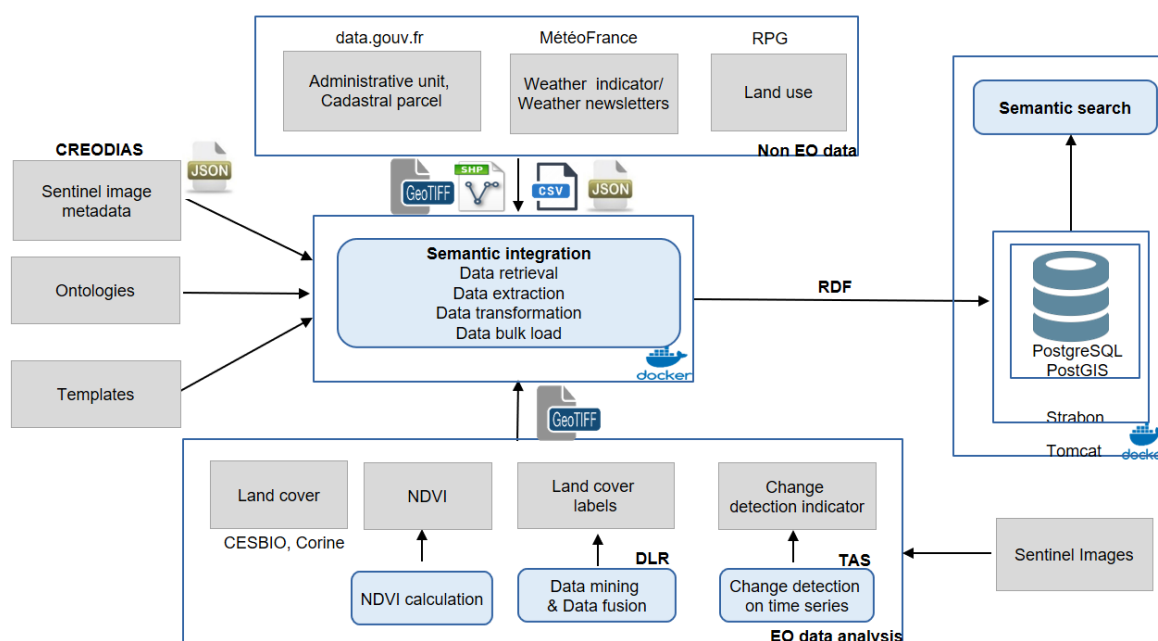 data.gouv.fr
MétéoFrance
RPG
Administrative unit,
Cadastral parcel
Weather indicator/
Weather newsletters
Land use
Non EO data
Semantic search
CREODIAS
JSON
Sentinel image
metadata
GeoTIFF
SHP
CSV
JSON
Ontologies
Templates
Semantic integration
Data retrieval
Data extraction
Data transformation
Data bulk load
docker
RDF
PostgreSQL
PostGIS
Strabon
Tomcat
docke
GeoTIFF
Land cover
CESBIO, Corine
NDVI
Land cover
labels
Change
detection indicator
DLR
TAS
NDVI calculation
Data mining
& Data fusion
Change detection
on time series
EO data analysis
Sentinel Images